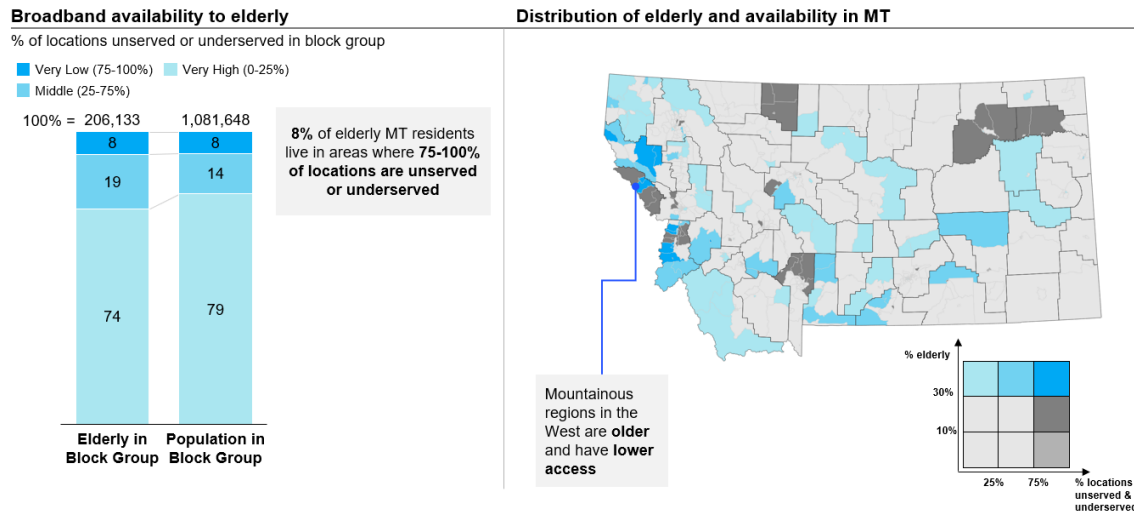 Broadband availability to elderly
% of locations unserved or underserved in block group
Very Low (75-100%)
Very High (0-25%)
Middle (25-75%)
100% = 206,133 1,081,648
8 8
19 14
74 79
Elderly in
Block Group
Population in
Block Group
8% of elderly MT residents
live in areas where 75-100%
of locations are unserved
or underserved
Distribution of elderly and availability in MT
Mountainous
regions in the
West are older
and have lower
access
% elderly
30%
10%
25% 75%
% locations
unserved &
underserved